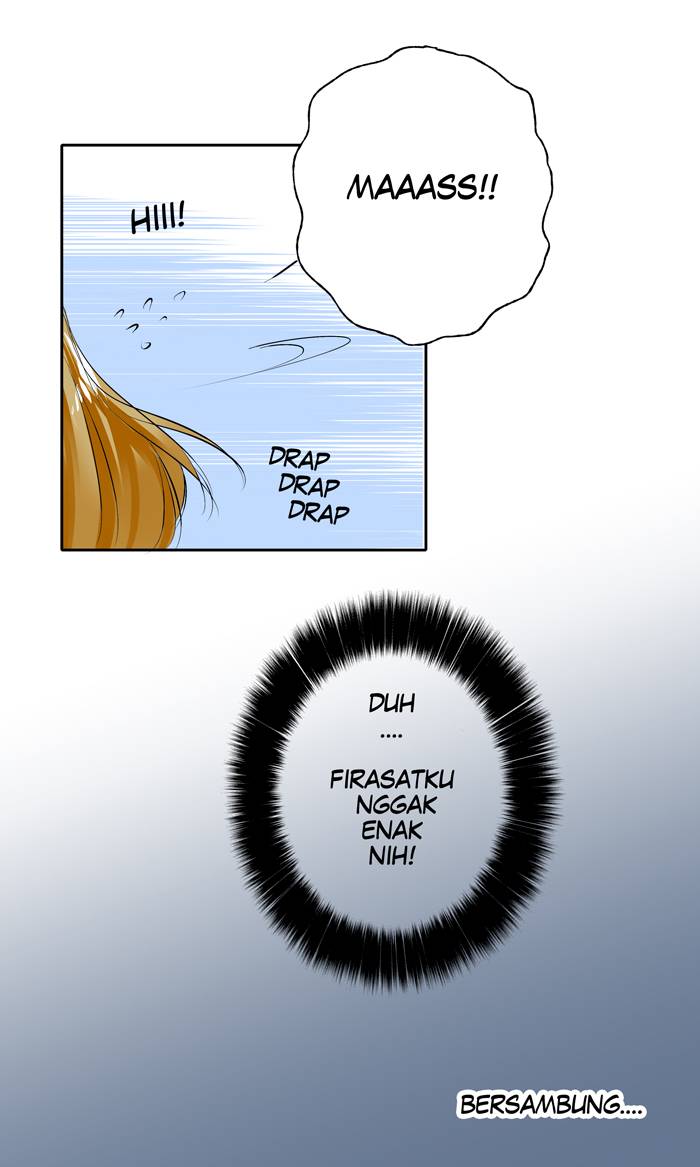 MAAASS!!
HIII!
DRAP
DRAP
DRAP
DUH
....
FIRASATKU
NGGAK
ENAK
NIH!
BERSAMBUNG....